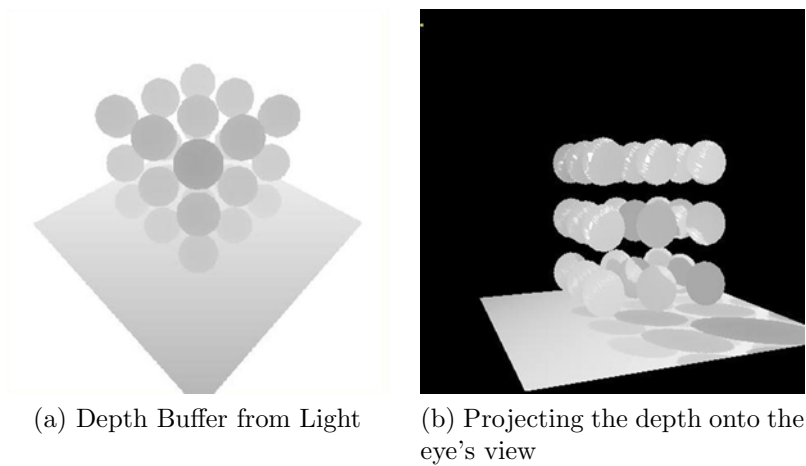 (a) Depth Buffer from Light
(b) Projecting the depth onto the
eye's view